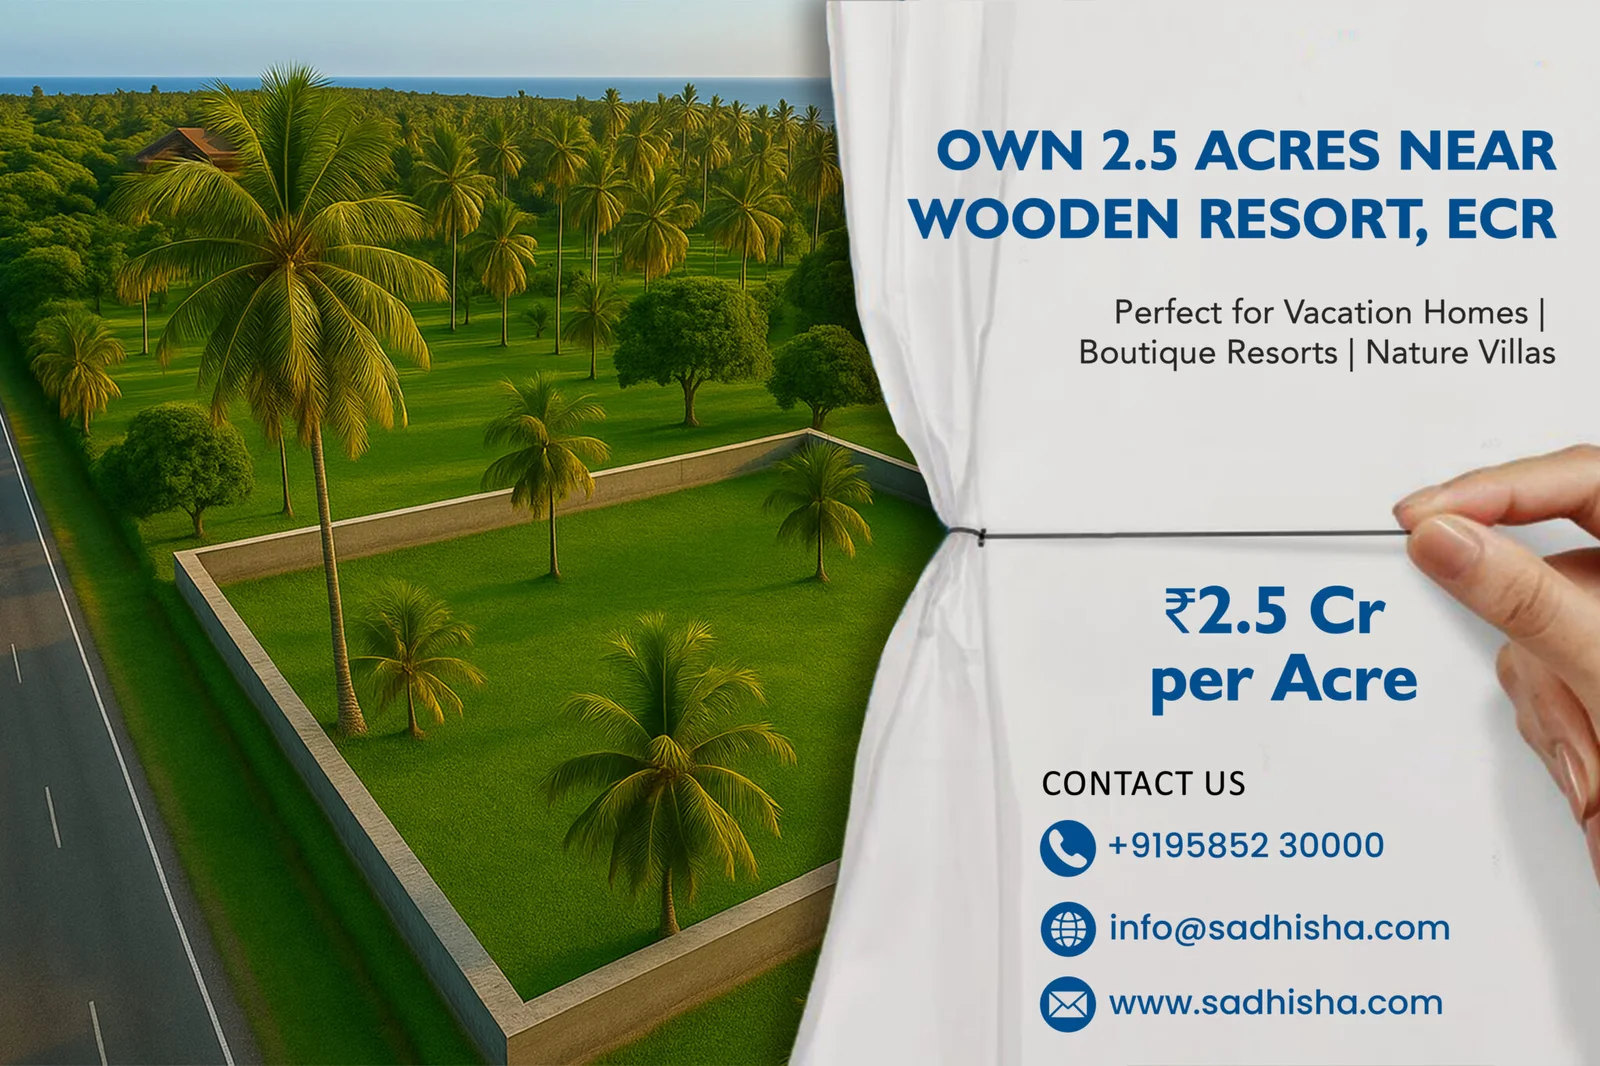 OWN 2.5 ACRES NEAR
WOODEN RESORT, ECR
Perfect for Vacation Homes |
Boutique Resorts | Nature Villas
₹2.5 Cr
per Acre
CONTACT US
+9195852 30000
info@sadhisha.com
www.sadhisha.com